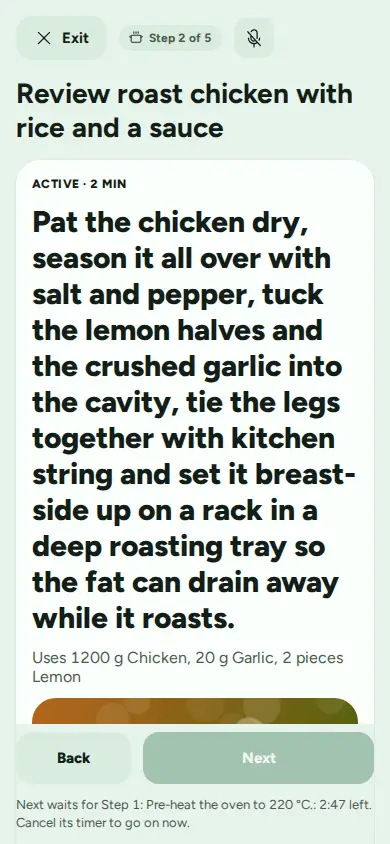 Exit
Step 2 of 5
Review roast chicken with
rice and a sauce
ACTIVE · 2 MIN
Pat the chicken dry,
season it all over with
salt and pepper, tuck
the lemon halves and
the crushed garlic into
the cavity, tie the legs
together with kitchen
string and set it breast-
side up on a rack in a
deep roasting tray so
the fat can drain away
while it roasts.
Uses 1200 g Chicken, 20 g Garlic, 2 pieces
Lemon
Back
Next
Next waits for Step 1: Pre-heat the oven to 220 °C.: 2:47 left.
Cancel its timer to go on now.